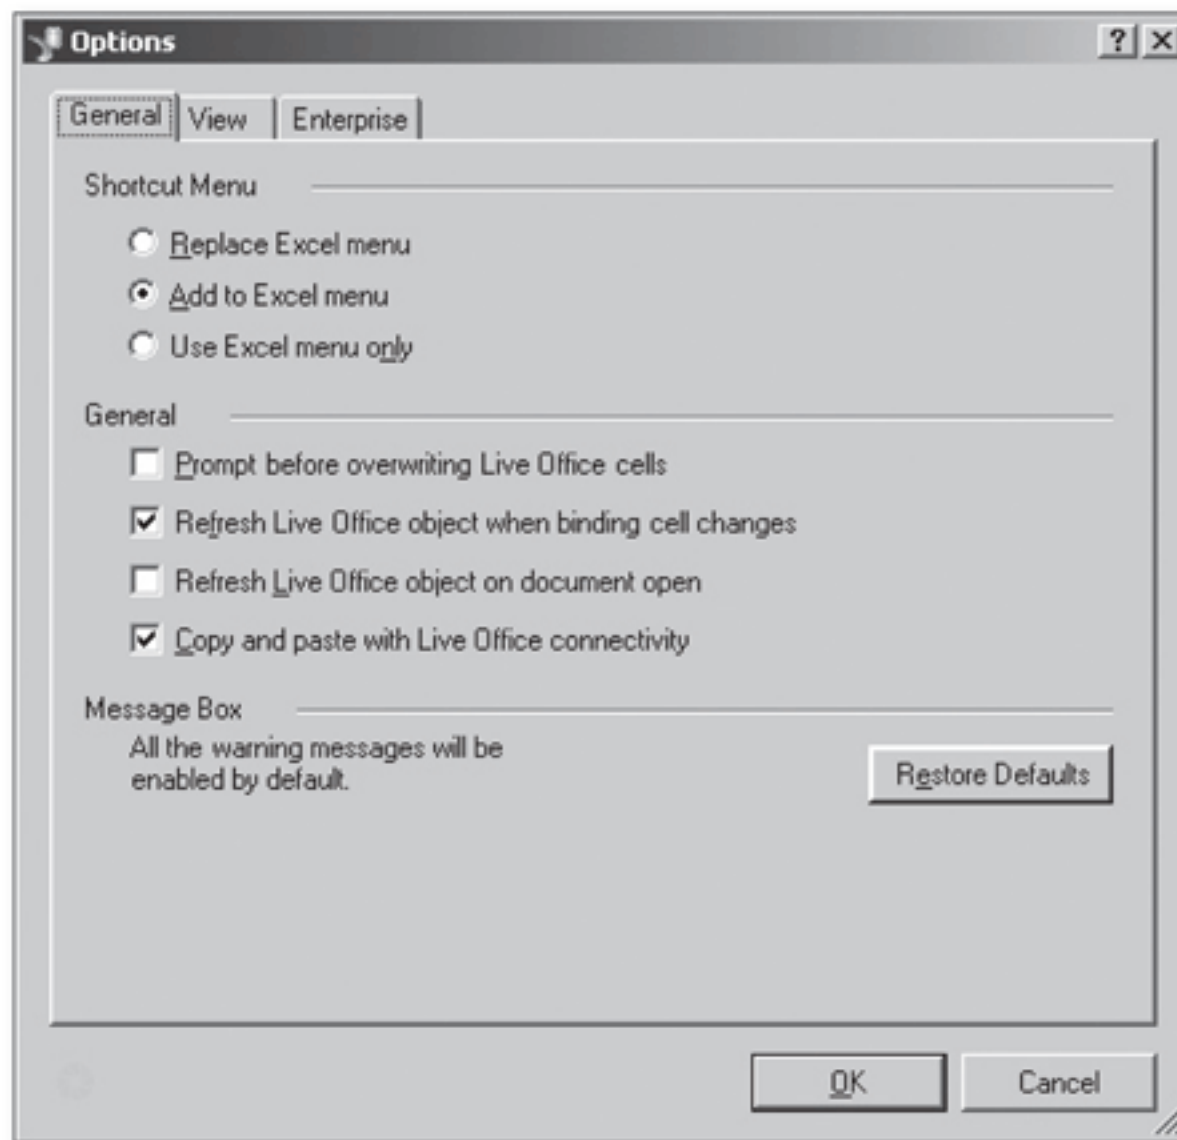 Options
General View Enterprise
Shortcut Menu
Replace Excel menu
Add to Excel menu
Use Excel menu only
General
Prompt before overwriting Live Office cells
Refresh Live Office object when binding cell changes
Refresh Live Office object on document open
Copy and paste with Live Office connectivity
Message Box
All the warning messages will be
enabled by default.
Restore Defaults
OK Cancel